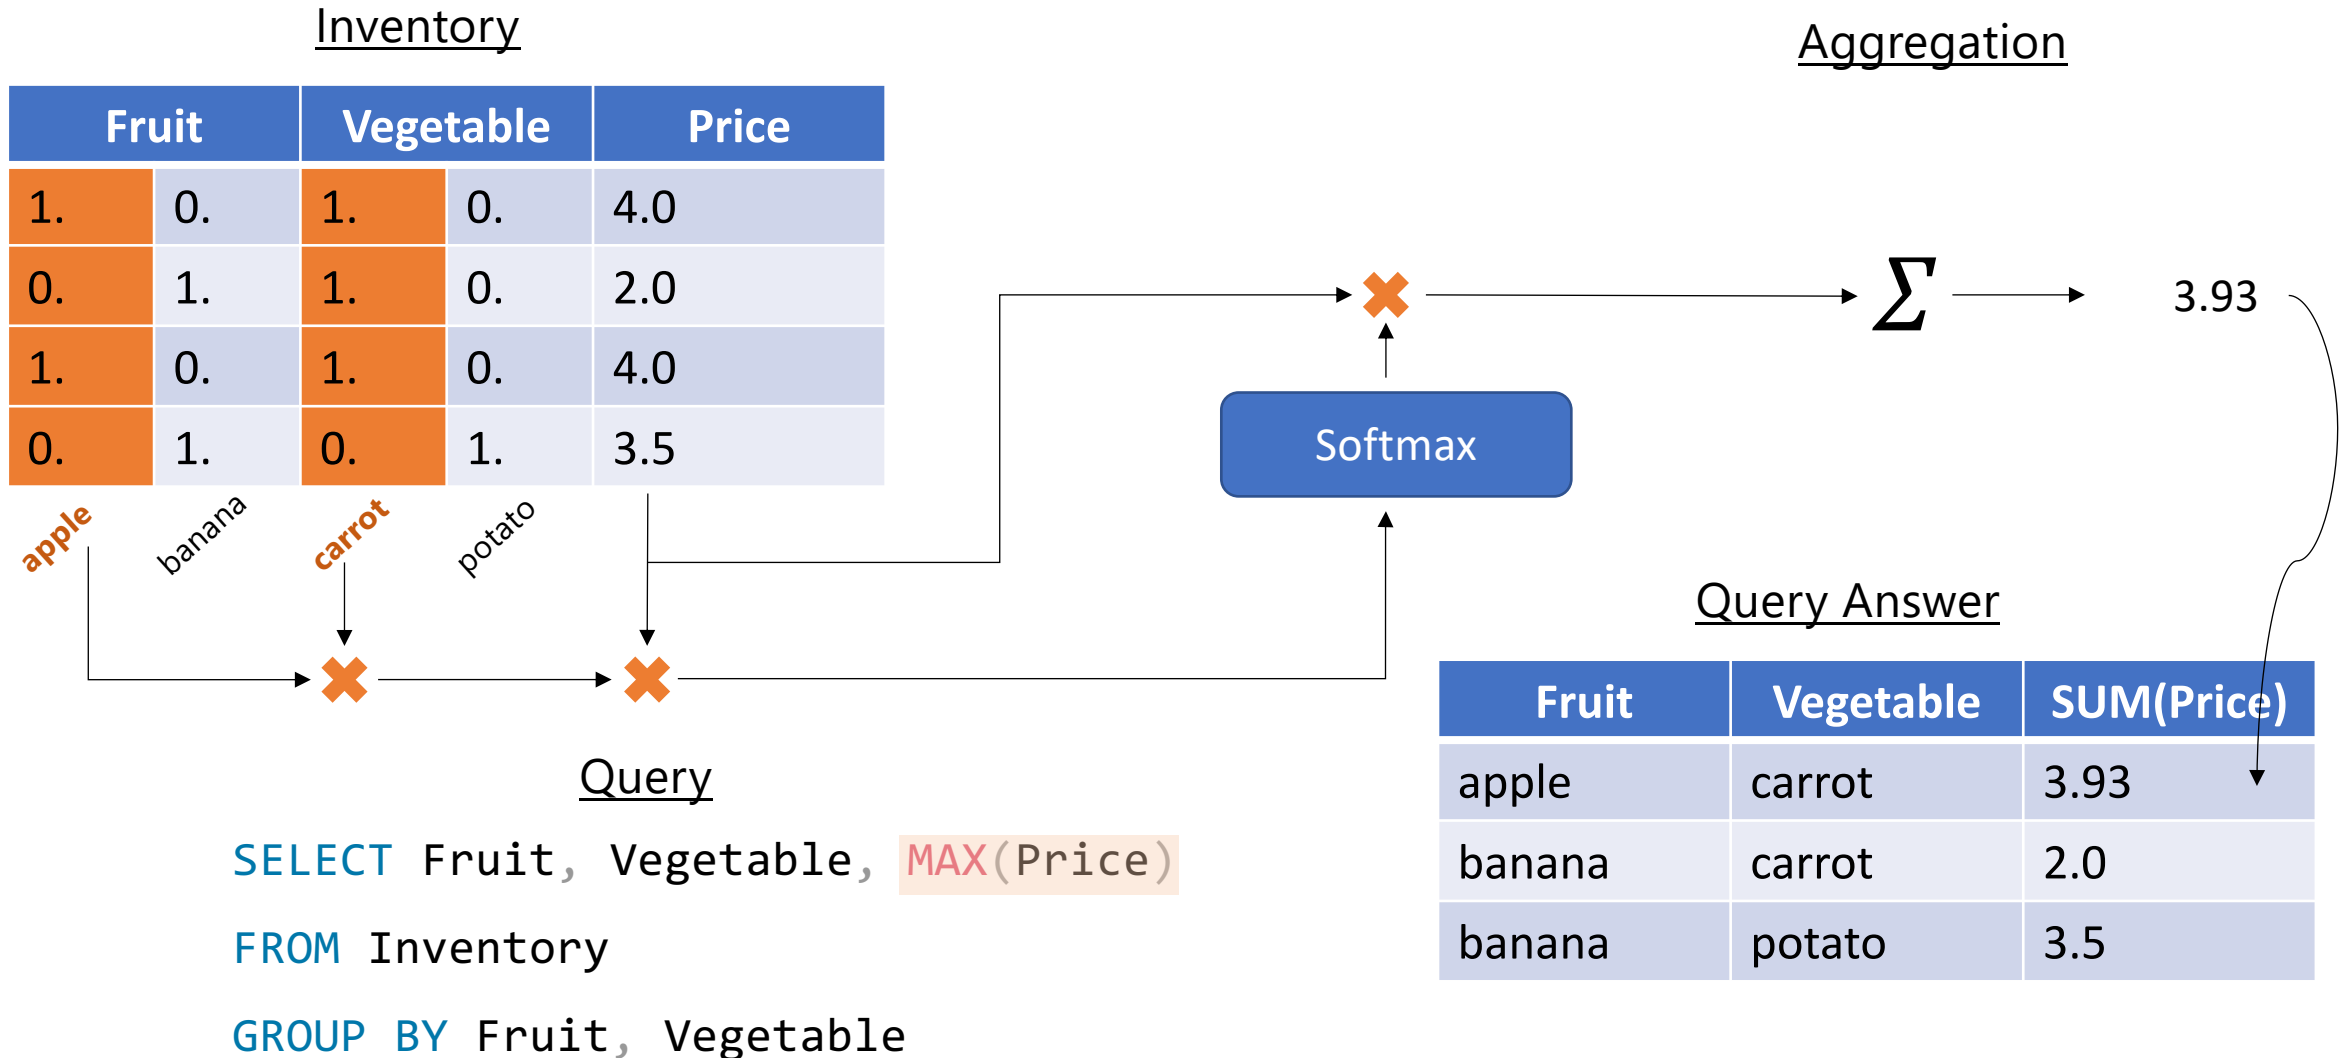 Inventory
Aggregation
Fruit Vegetable Price
1. 0. 1. 0. 4.0
0. 1. 1. 0. 2.0
1. 0. 1. 0. 4.0
0. 1. 0. 1. 3.5
apple banana carrot potato
Σ 3.93
Softmax
Query Answer
Fruit Vegetable SUM(Price)
apple carrot 3.93
banana carrot 2.0
banana potato 3.5
Query
SELECT Fruit, Vegetable, MAX(Price)
FROM Inventory
GROUP BY Fruit, Vegetable